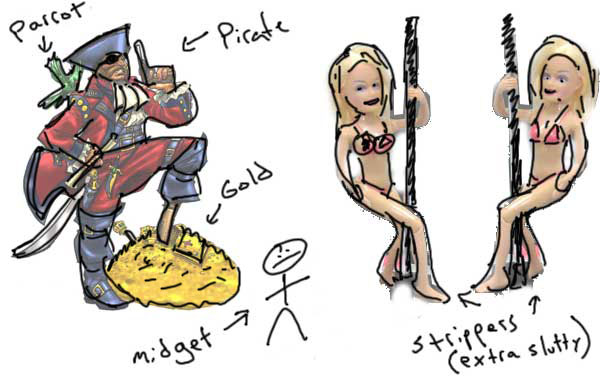 Parrot
Pirate
Gold
midget
strippers
(extra slutty)